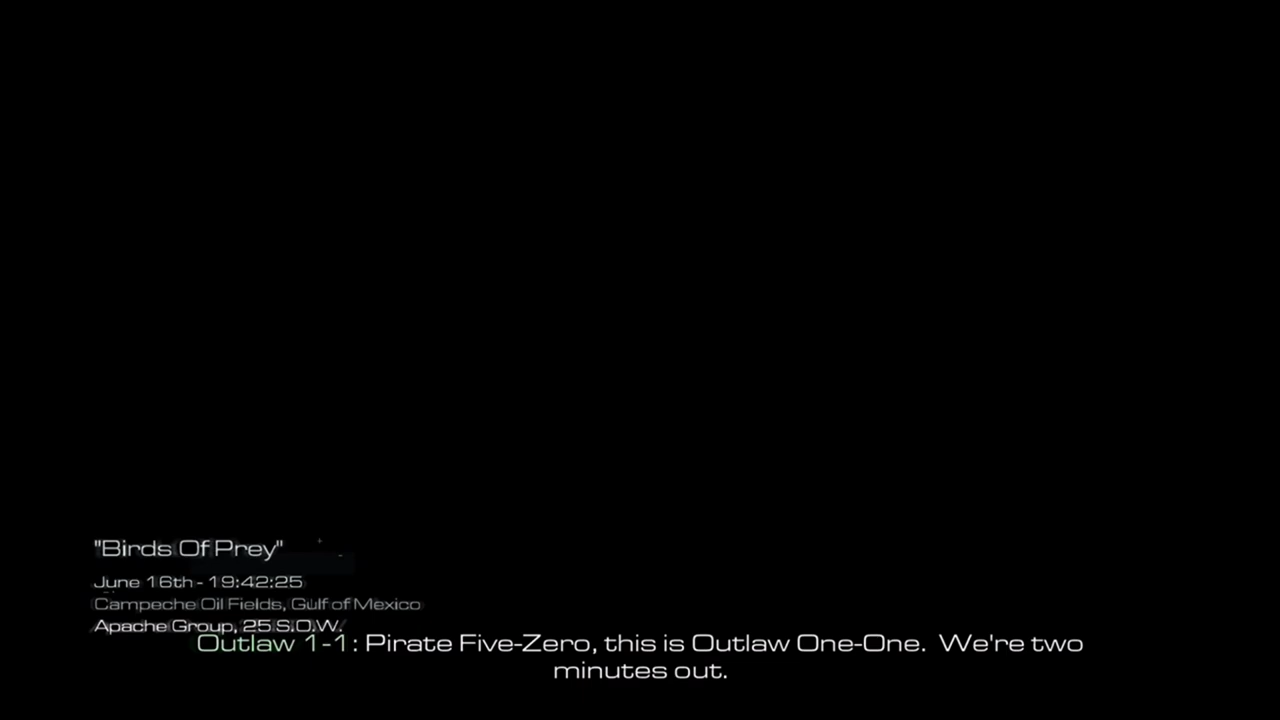 "Birds Of Prey"
June 16th - 19:42:25
Campeche Oil Fields, Gulf of Mexico
Apache Group, 25 S.O.W.
Outlaw 1-1: Pirate Five-Zero, this is Outlaw One-One.  We're two
minutes out.